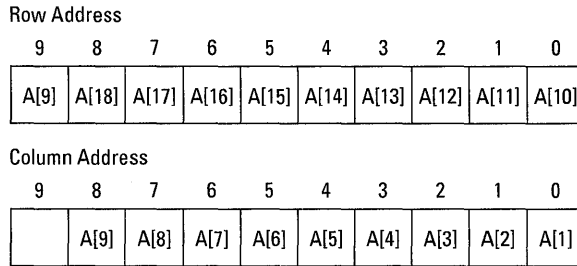 Row Address
9 8 7 6 5 4 3 2 1 0
A[9] A[18] A[17] A[16] A[15] A[14] A[13] A[12] A[11] A[10]
Column Address
9 8 7 6 5 4 3 2 1 0
A[9] A[8] A[7] A[6] A[5] A[4] A[3] A[2] A[1]